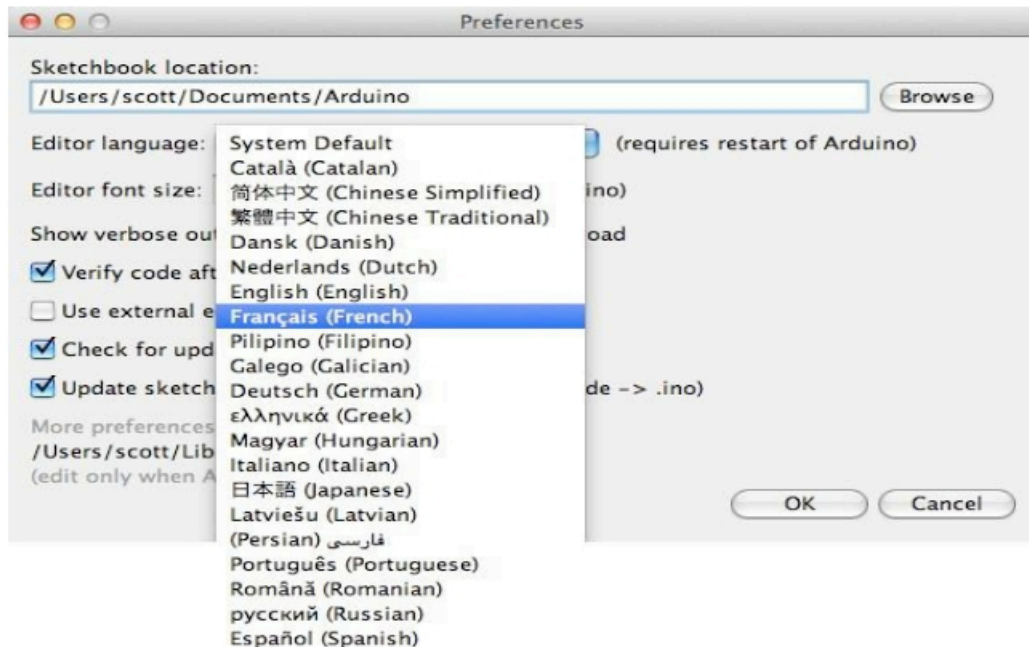 Preferences
Sketchbook location:
/Users/scott/Documents/Arduino
Browse
Editor language:
(requires restart of Arduino)
Editor font size:
ino)
Show verbose ou
oad
Verify code aft
Use external e
Check for upd
Update sketch
de -> .ino)
More preferences
/Users/scott/Lib
(edit only when A
OK
Cancel
System Default
Català (Catalan)
简体中文 (Chinese Simplified)
繁體中文 (Chinese Traditional)
Dansk (Danish)
Nederlands (Dutch)
English (English)
Français (French)
Pilipino (Filipino)
Galego (Galician)
Deutsch (German)
ελληνικά (Greek)
Magyar (Hungarian)
Italiano (Italian)
日本語 (Japanese)
Latviešu (Latvian)
فارسی (Persian)
Português (Portuguese)
Română (Romanian)
русский (Russian)
Español (Spanish)